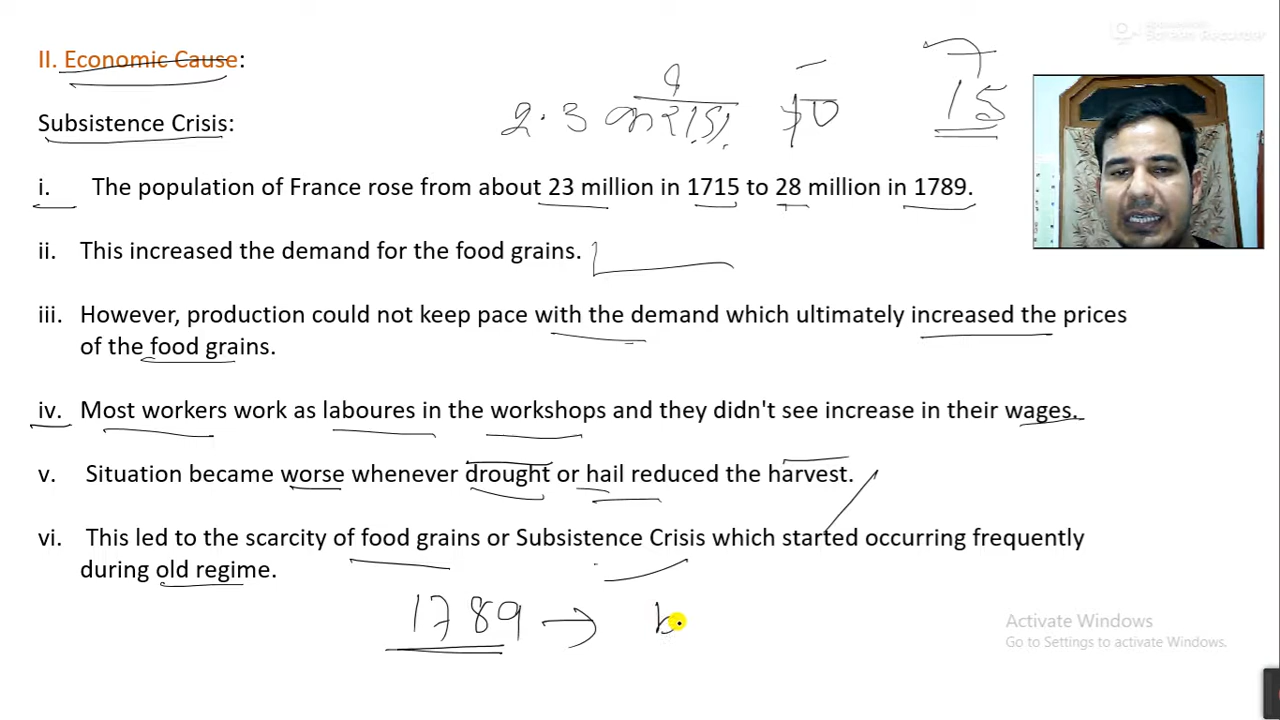 II. Economic Cause:
2.3 करोड़ 10 15
Subsistence Crisis:
i. The population of France rose from about 23 million in 1715 to 28 million in 1789.
ii. This increased the demand for the food grains.
iii. However, production could not keep pace with the demand which ultimately increased the prices
of the food grains.
iv. Most workers work as laboures in the workshops and they didn't see increase in their wages.
v. Situation became worse whenever drought or hail reduced the harvest.
vi. This led to the scarcity of food grains or Subsistence Crisis which started occurring frequently
during old regime.
1789 → b
Activate Windows
Go to Settings to activate Windows.